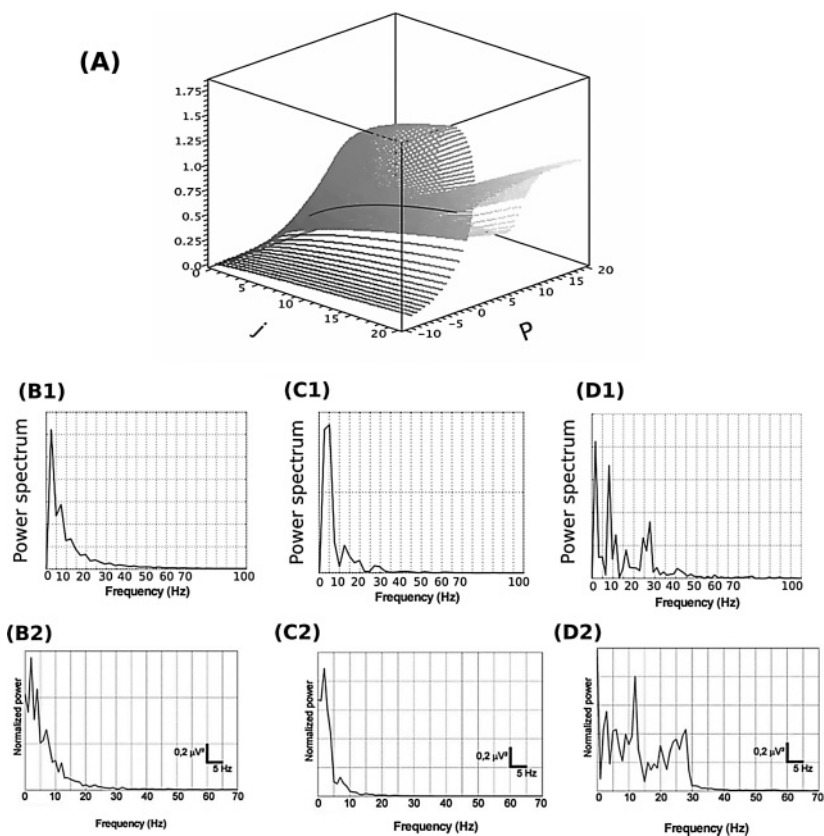 (A)
1.75
1.5
1.25
1.0
0.75
0.5
0.25
0.0
0
5
10
15
20
j
-10
-5
0
5
10
15
20
P
(B1)
Power spectrum
0 10 20 30 40 50 60 70 100
Frequency (Hz)
(C1)
Power spectrum
0 10 20 30 40 50 60 70 100
Frequency (Hz)
(D1)
Power spectrum
0 10 20 30 40 50 60 70 100
Frequency (Hz)
(B2)
Normalized power
0,2 µV²
5 Hz
0 10 20 30 40 50 60 70
Frequency (Hz)
(C2)
Normalized power
0,2 µV²
5 Hz
0 10 20 30 40 50 60 70
Frequency (Hz)
(D2)
Normalized power
0,2 µV²
5 Hz
0 10 20 30 40 50 60 70
Frequency (Hz)